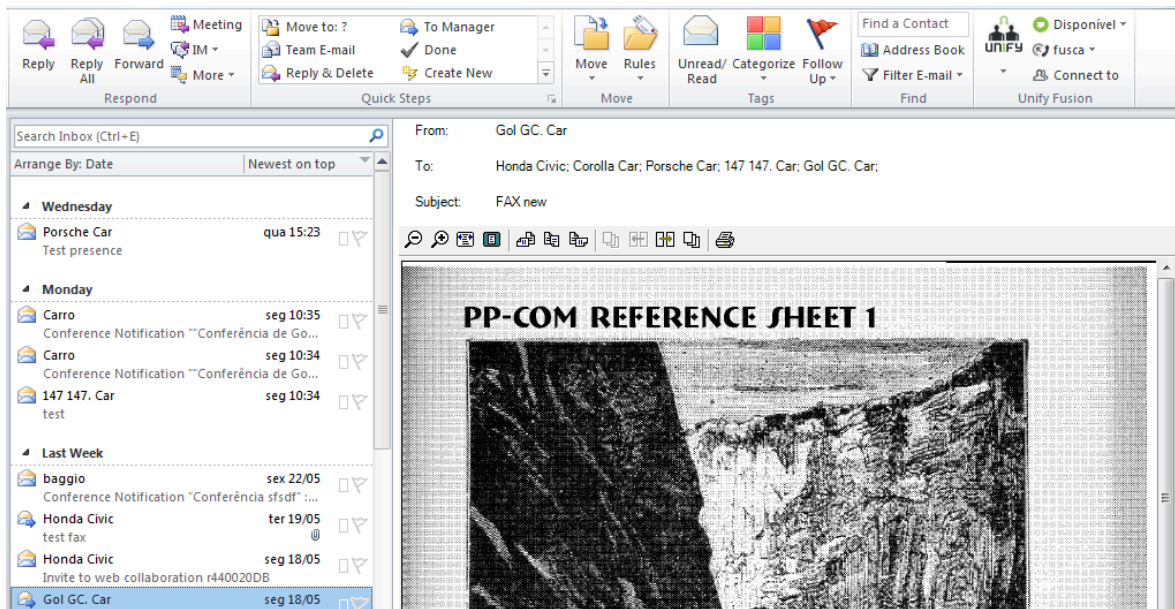 Reply
Reply All
Forward
Meeting
IM
More
Respond
Move to: ?
Team E-mail
Reply & Delete
To Manager
Done
Create New
Quick Steps
Move
Rules
Move
Unread/ Read
Categorize
Follow Up
Tags
Find a Contact
Address Book
Filter E-mail
Find
UNIFY
Disponível
fusca
Connect to
Unify Fusion
Search Inbox (Ctrl+E)
Arrange By: Date Newest on top
Wednesday
Porsche Car qua 15:23
Test presence
Monday
Carro seg 10:35
Conference Notification ""Conferência de Go...
Carro seg 10:34
Conference Notification ""Conferência de Go...
147 147. Car seg 10:34
test
Last Week
baggio sex 22/05
Conference Notification "Conferência sfsdf" :...
Honda Civic ter 19/05
test fax
Honda Civic seg 18/05
Invite to web collaboration r440020DB
Gol GC. Car seg 18/05
From: Gol GC. Car
To: Honda Civic; Corolla Car; Porsche Car; 147 147. Car; Gol GC. Car;
Subject: FAX new
PP-COM REFERENCE SHEET 1